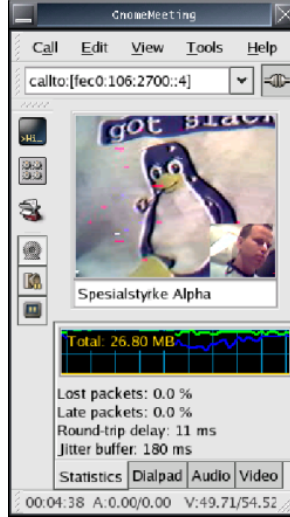 GnomeMeeting
Call Edit View Tools Help
callto:[fec0:106:2700::4]
got slack
Spesialstyrke Alpha
Total: 26.80 MB
Lost packets: 0.0 %
Late packets: 0.0 %
Round-trip delay: 11 ms
Jitter buffer: 180 ms
Statistics Dialpad Audio Video
00:04:38 A:0.00/0.00 V:49.71/54.52